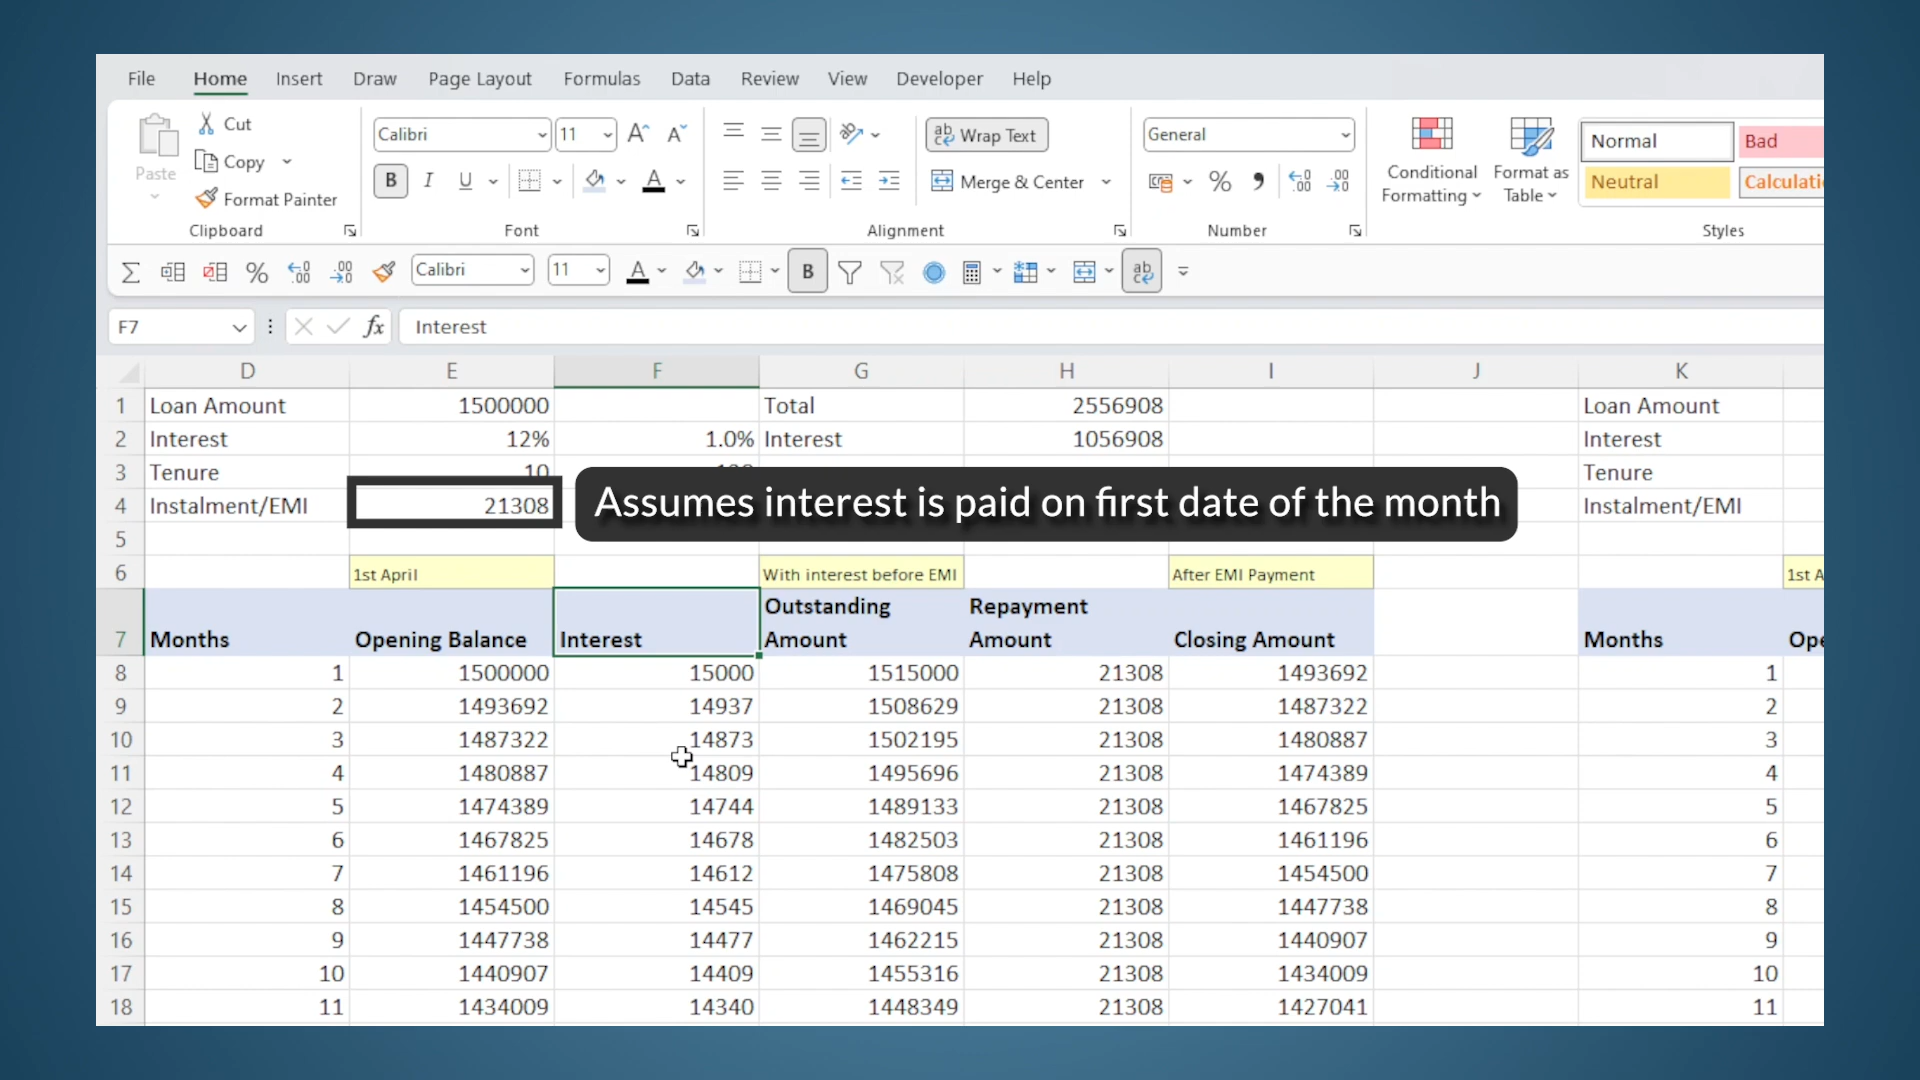 File Home Insert Draw Page Layout Formulas Data Review View Developer Help
Paste
Cut
Copy
Format Painter
Clipboard
Calibri 11
B I U
Font
Wrap Text
Merge & Center
Alignment
General
Number
Conditional Formatting
Format as Table
Normal Bad
Neutral Calculati
Styles
Calibri 11 B
F7 fx Interest
D E F G H I J K
1 Loan Amount 1500000 Total 2556908 Loan Amount
2 Interest 12% 1.0% Interest 1056908 Interest
3 Tenure 10 Tenure
4 Instalment/EMI 21308 Instalment/EMI
Assumes interest is paid on first date of the month
5
6 1st April With interest before EMI After EMI Payment 1st A
7 Months Opening Balance Interest Outstanding Amount Repayment Amount Closing Amount Months Ope
8 1 1500000 15000 1515000 21308 1493692 1
9 2 1493692 14937 1508629 21308 1487322 2
10 3 1487322 14873 1502195 21308 1480887 3
11 4 1480887 14809 1495696 21308 1474389 4
12 5 1474389 14744 1489133 21308 1467825 5
13 6 1467825 14678 1482503 21308 1461196 6
14 7 1461196 14612 1475808 21308 1454500 7
15 8 1454500 14545 1469045 21308 1447738 8
16 9 1447738 14477 1462215 21308 1440907 9
17 10 1440907 14409 1455316 21308 1434009 10
18 11 1434009 14340 1448349 21308 1427041 11